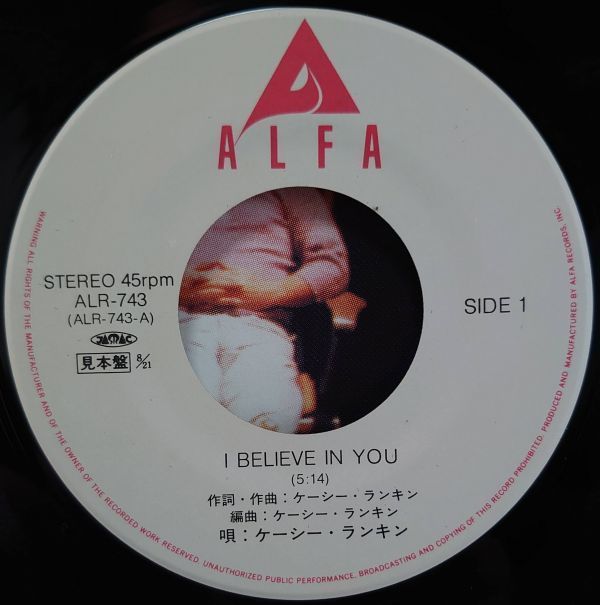 ALFA
STEREO 45rpm
ALR-743
(ALR-743-A)
JASRAC
見本盤 8/21
SIDE 1
I BELIEVE IN YOU
(5:14)
作詞・作曲:ケーシー・ランキン
編曲:ケーシー・ランキン
唄:ケーシー・ランキン
WARNING: ALL RIGHTS OF THE MANUFACTURER AND OF THE OWNER OF THE RECORDED WORK RESERVED. UNAUTHORIZED PUBLIC PERFORMANCE, BROADCASTING AND COPYING OF THIS RECORD PROHIBITED. PRODUCED AND MANUFACTURED BY ALFA RECORDS, INC.